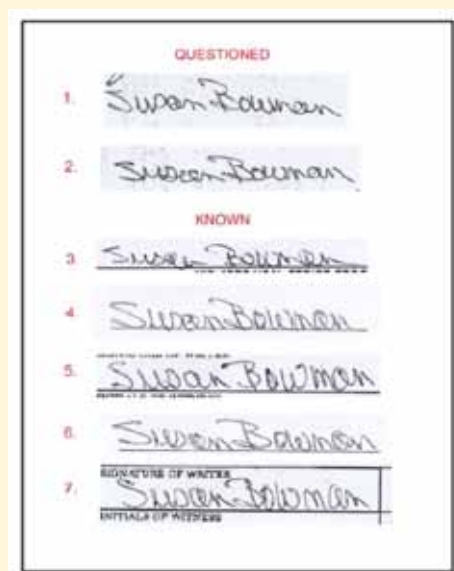 QUESTIONED
1. Susan Bowman
2. Susan Bowman
KNOWN
3. Susan Bowman
4. Susan Bowman
5. Susan Bowman
6. Susan Bowman
SIGNATURE OF WRITER
7. Susan Bowman
INITIALS OF WITNESS